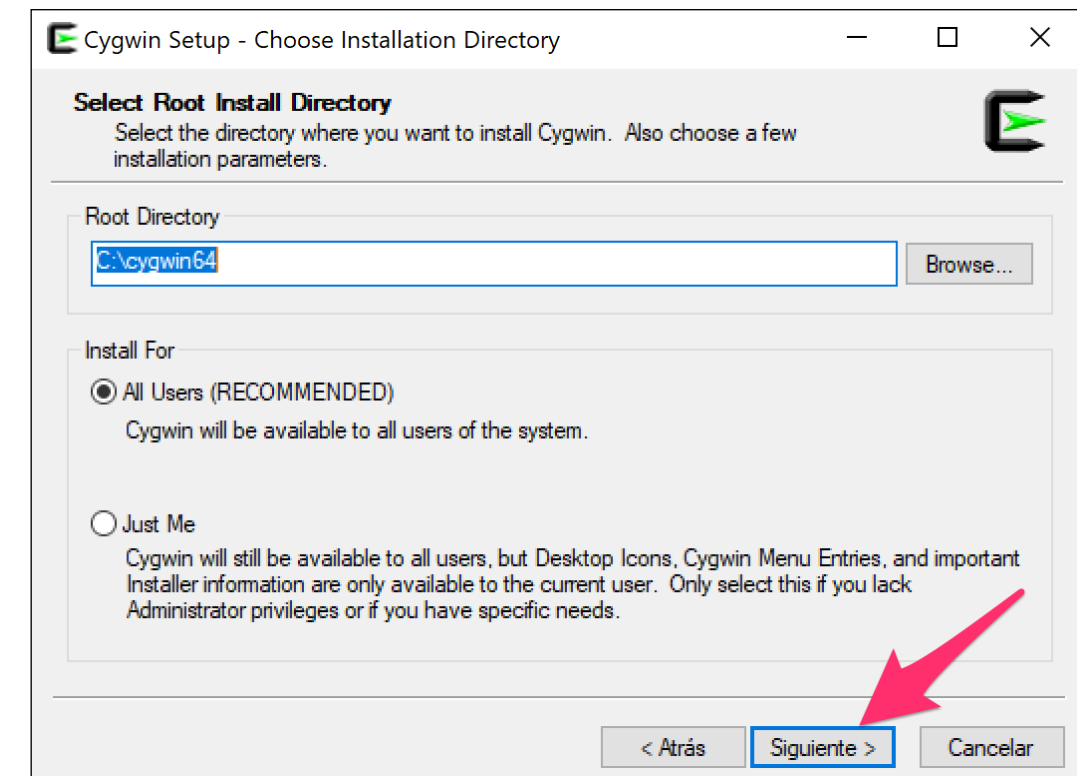 Cygwin Setup - Choose Installation Directory
Select Root Install Directory
Select the directory where you want to install Cygwin. Also choose a few
installation parameters.
Root Directory
C:\cygwin64
Browse...
Install For
All Users (RECOMMENDED)
Cygwin will be available to all users of the system.
Just Me
Cygwin will still be available to all users, but Desktop Icons, Cygwin Menu Entries, and important
Installer information are only available to the current user. Only select this if you lack
Administrator privileges or if you have specific needs.
< Atrás
Siguiente >
Cancelar